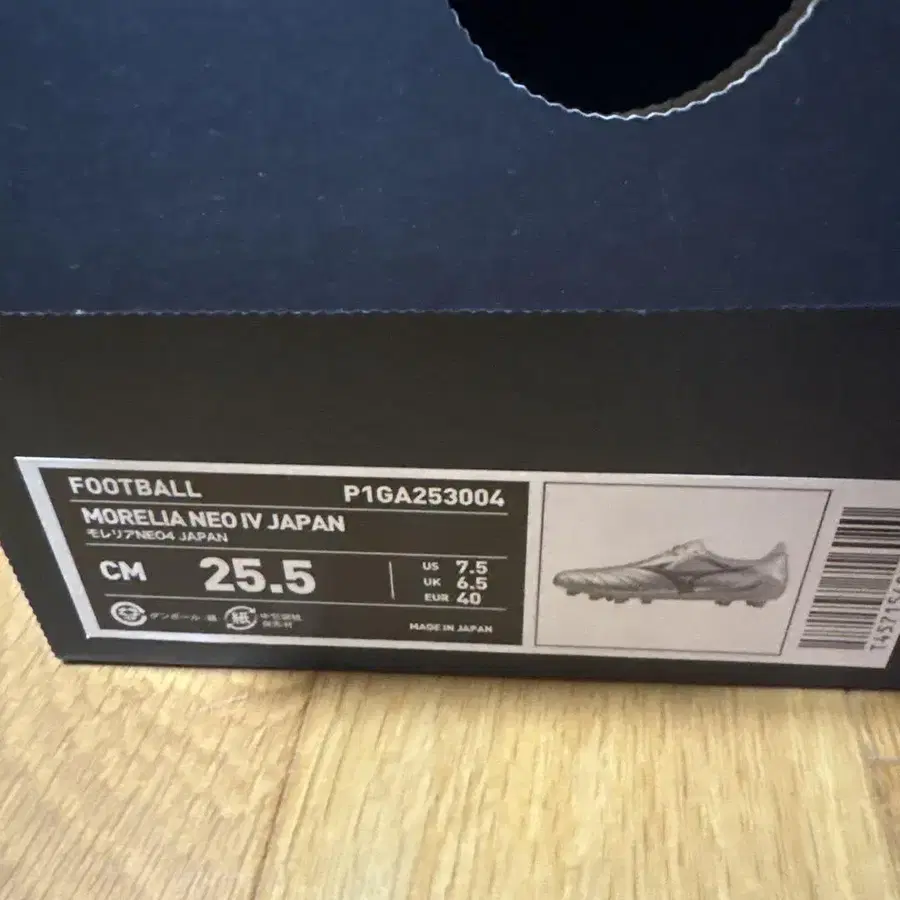 FOOTBALL P1GA253004
MORELIA NEO IV JAPAN
モレリアNEO4 JAPAN
CM 25.5
US 7.5
UK 6.5
EUR 40
ダンボール :箱 紙
MADE IN JAPAN